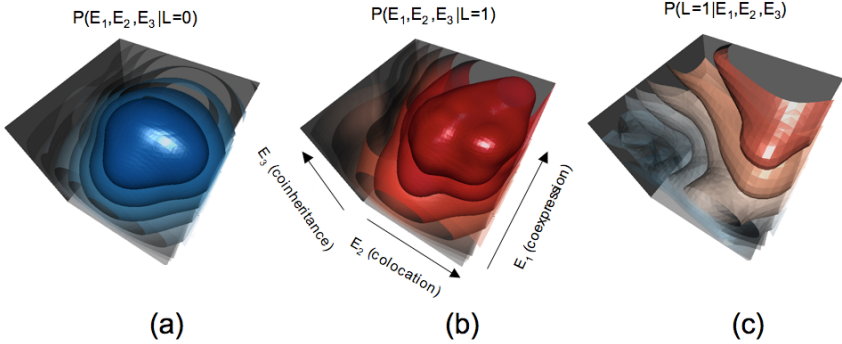 P(E₁,E₂,E₃|L=0)
P(E₁,E₂,E₃|L=1)
P(L=1|E₁,E₂,E₃)
E₃ (coinheritance)
E₂ (colocation)
E₁ (coexpression)
(a)
(b)
(c)